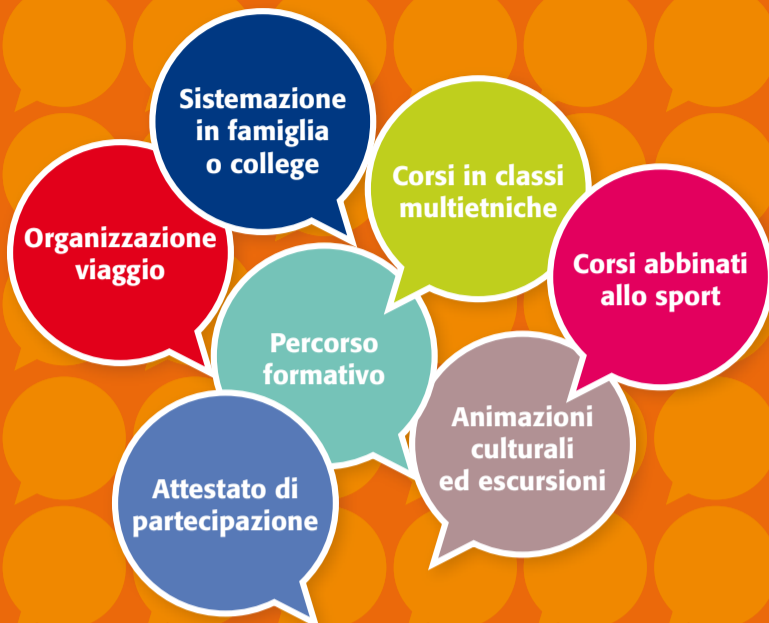 Sistemazione
in famiglia
o college
Corsi in classi
multietniche
Organizzazione
viaggio
Corsi abbinati
allo sport
Percorso
formativo
Animazioni
culturali
ed escursioni
Attestato di
partecipazione